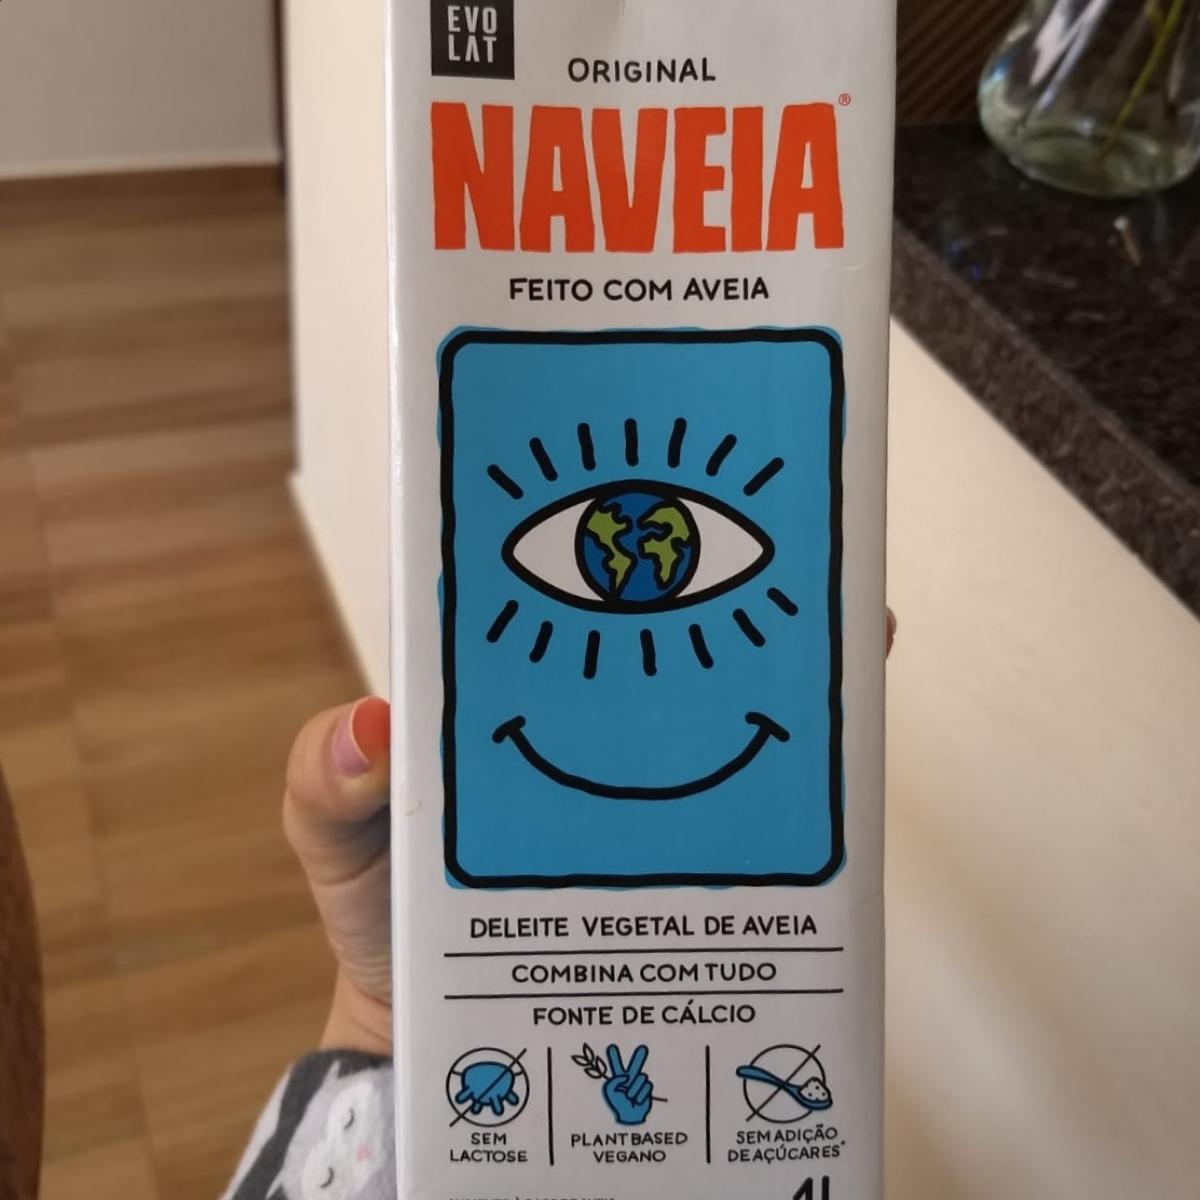 EVO
LAT
ORIGINAL
NAVEIA®
FEITO COM AVEIA
DELEITE VEGETAL DE AVEIA
COMBINA COM TUDO
FONTE DE CÁLCIO
SEM
LACTOSE
PLANT BASED
VEGANO
SEM ADIÇÃO
DE AÇÚCARES*
1L